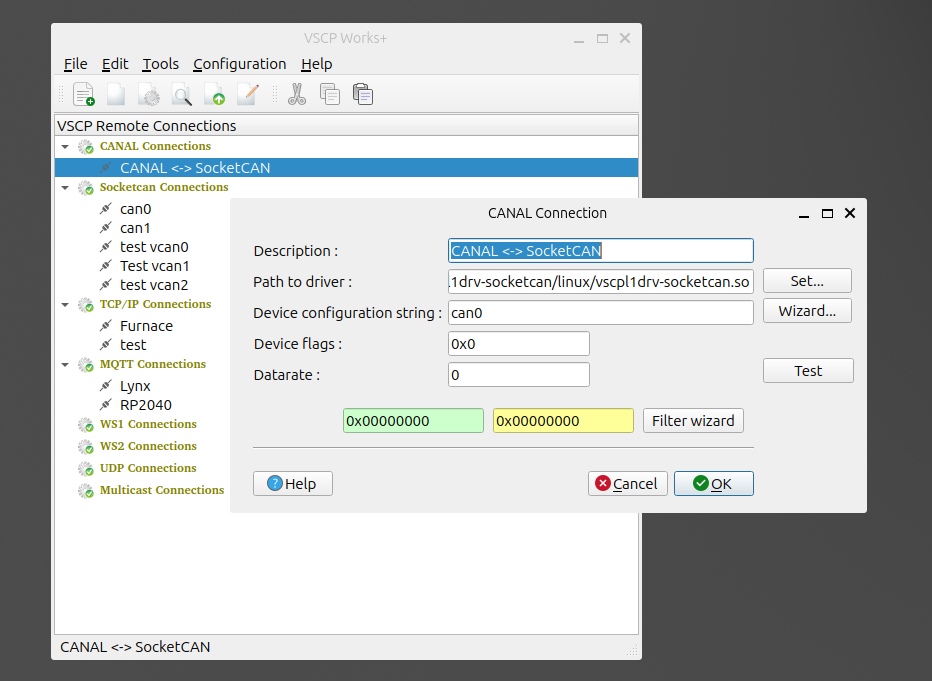 VSCP Works+
File Edit Tools Configuration Help
VSCP Remote Connections
CANAL Connections
CANAL <-> SocketCAN
Socketcan Connections
can0
can1
test vcan0
Test vcan1
test vcan2
TCP/IP Connections
Furnace
test
MQTT Connections
Lynx
RP2040
WS1 Connections
WS2 Connections
UDP Connections
Multicast Connections
CANAL <-> SocketCAN
CANAL Connection
Description : CANAL <-> SocketCAN
Path to driver : .1drv-socketcan/linux/vscpl1drv-socketcan.so Set...
Device configuration string : can0 Wizard...
Device flags : 0x0
Datarate : 0 Test
0x00000000 0x00000000 Filter wizard
Help Cancel OK